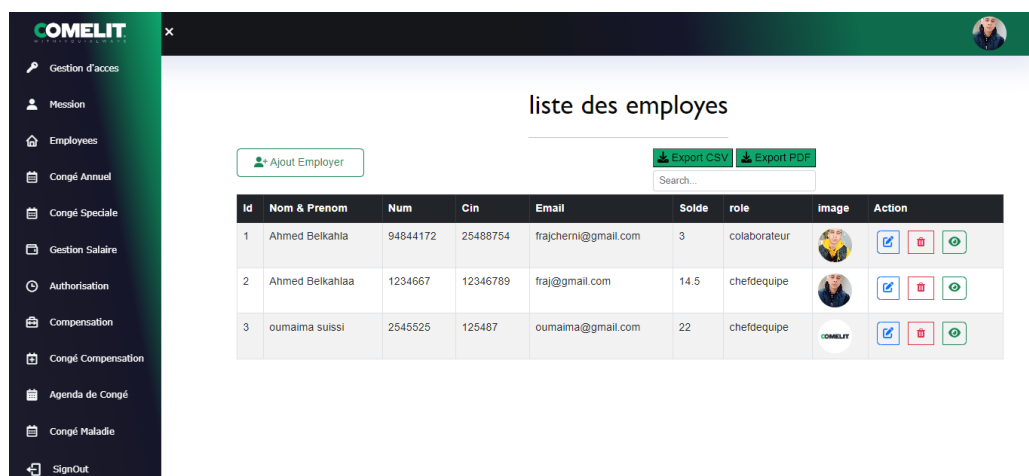 COMELIT
×
Gestion d'acces
Mession
Employees
Congé Annuel
Congé Speciale
Gestion Salaire
Authorisation
Compensation
Congé Compensation
Agenda de Congé
Congé Maladie
SignOut
liste des employes
Ajout Employer
Export CSV Export PDF
Search...
Id Nom & Prenom Num Cin Email Solde role image Action
1 Ahmed Belkahla 94844172 25488754 frajcherni@gmail.com 3 colaborateur
2 Ahmed Belkahlaa 1234667 12346789 fraj@gmail.com 14.5 chefdequipe
3 oumaima suissi 2545525 125487 oumaima@gmail.com 22 chefdequipe COMELIT